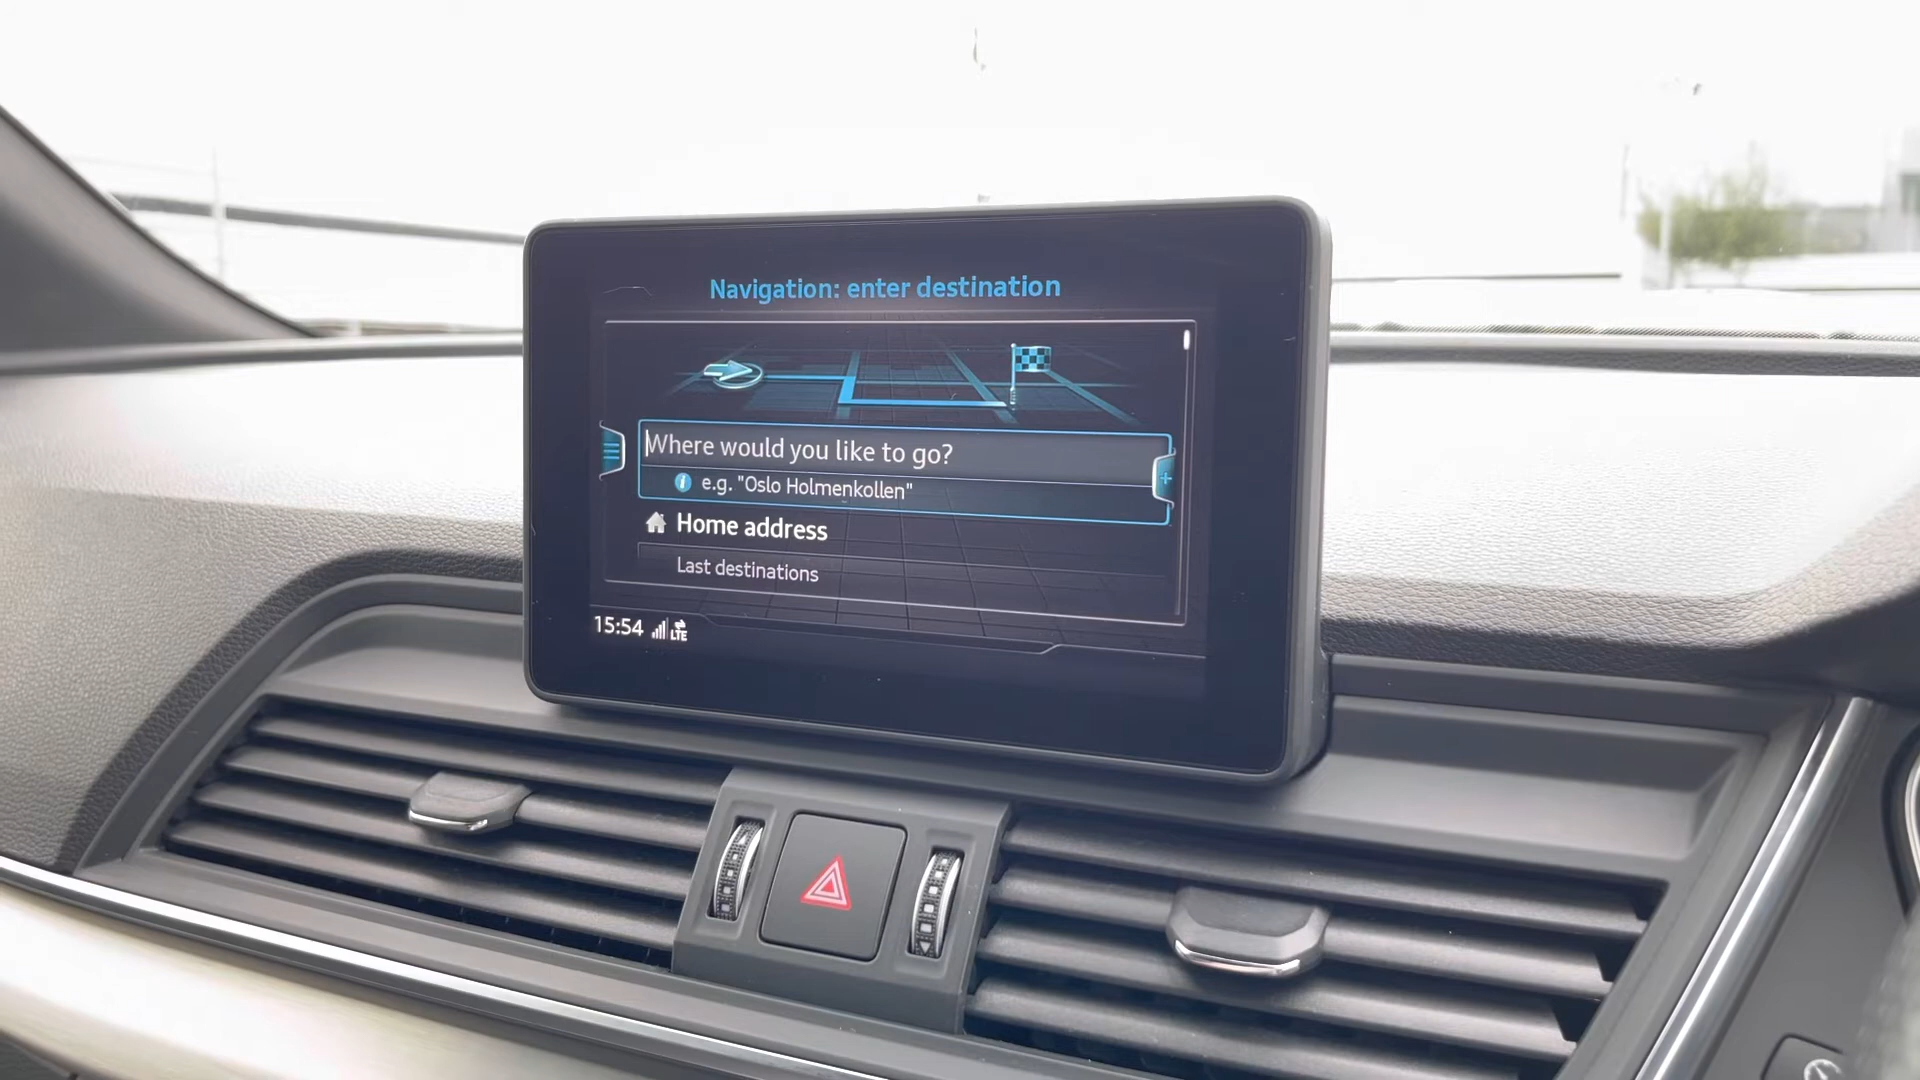 Navigation: enter destination
Where would you like to go?
e.g. "Oslo Holmenkollen"
Home address
Last destinations
15:54 LTE